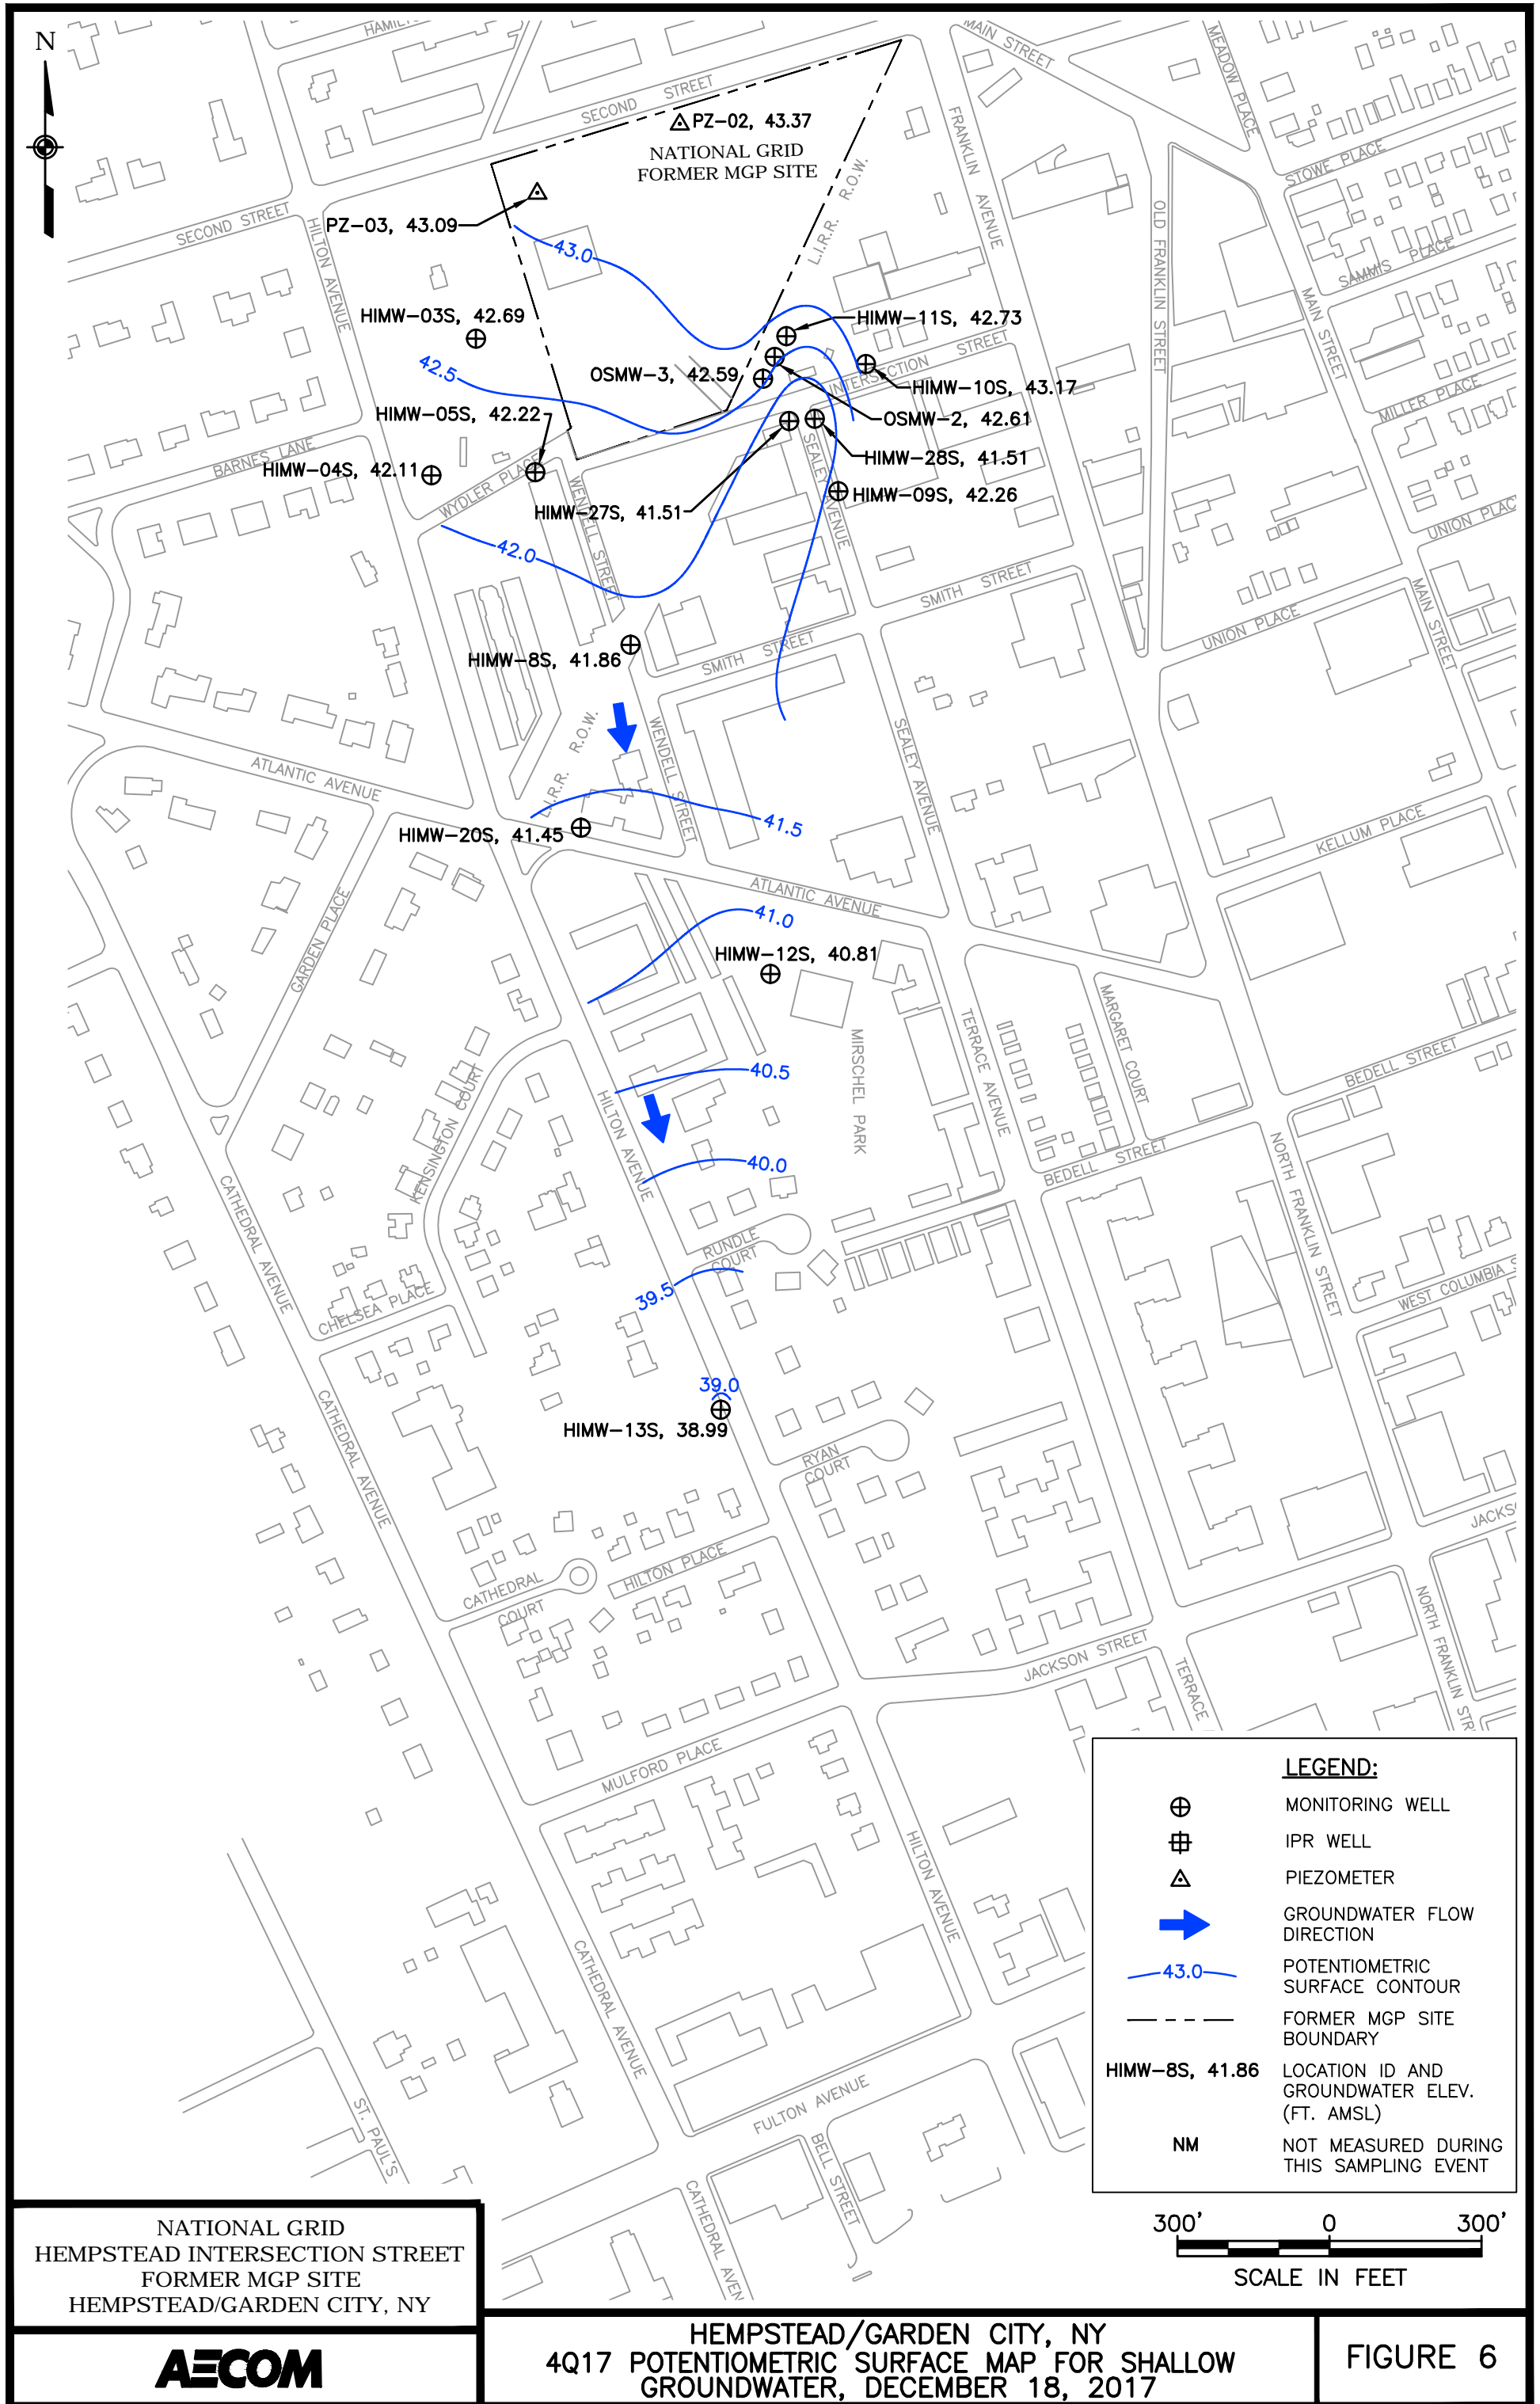 N
HAMIL
MAIN STREET
MEADOW PLACE
SECOND STREET
PZ-02, 43.37
NATIONAL GRID
FORMER MGP SITE
FRANKLIN AVENUE
STOWE PLACE
L.I.R.R. R.O.W.
OLD FRANKLIN STREET
SECOND STREET
HILTON AVENUE
PZ-03, 43.09
43.0
SAMMIS PLACE
MAIN STREET
HIMW-03S, 42.69
HIMW-11S, 42.73
INTERSECTION STREET
42.5
OSMW-3, 42.59
HIMW-10S, 43.17
MILLER PLACE
HIMW-05S, 42.22
OSMW-2, 42.61
BARNES LANE
HIMW-04S, 42.11
HIMW-28S, 41.51
SEALEY AVENUE
WYDLER PLACE
WENDELL STREET
HIMW-27S, 41.51
HIMW-09S, 42.26
UNION PLAC
42.0
SMITH STREET
MAIN STREET
UNION PLACE
SMITH STREET
HIMW-8S, 41.86
L.I.R.R. R.O.W.
WENDELL STREET
SEALEY AVENUE
ATLANTIC AVENUE
41.5
HIMW-20S, 41.45
KELLUM PLACE
ATLANTIC AVENUE
GARDEN PLACE
41.0
HIMW-12S, 40.81
MIRSCHEL PARK
TERRACE AVENUE
MARGARET COURT
BEDELL STREET
40.5
HILTON AVENUE
KENSINGTON COURT
40.0
BEDELL STREET
NORTH FRANKLIN STREET
CATHEDRAL AVENUE
RUNDLE
COURT
WEST COLUMBIA S
39.5
CHELSEA PLACE
39.0
HIMW-13S, 38.99
CATHEDRAL AVENUE
RYAN
COURT
JACKS
HILTON PLACE
CATHEDRAL
COURT
NORTH FRANKLIN STR
JACKSON STREET
TERRACE
MULFORD PLACE
HILTON AVENUE
CATHEDRAL AVENUE
FULTON AVENUE
ST. PAUL'S
BELL STREET
CATHEDRAL AVEN
LEGEND:
MONITORING WELL
IPR WELL
PIEZOMETER
GROUNDWATER FLOW
DIRECTION
43.0
POTENTIOMETRIC
SURFACE CONTOUR
FORMER MGP SITE
BOUNDARY
HIMW-8S, 41.86
LOCATION ID AND
GROUNDWATER ELEV.
(FT. AMSL)
NM
NOT MEASURED DURING
THIS SAMPLING EVENT
300' 0 300'
SCALE IN FEET
NATIONAL GRID
HEMPSTEAD INTERSECTION STREET
FORMER MGP SITE
HEMPSTEAD/GARDEN CITY, NY
AECOM
HEMPSTEAD/GARDEN CITY, NY
4Q17 POTENTIOMETRIC SURFACE MAP FOR SHALLOW
GROUNDWATER, DECEMBER 18, 2017
FIGURE 6